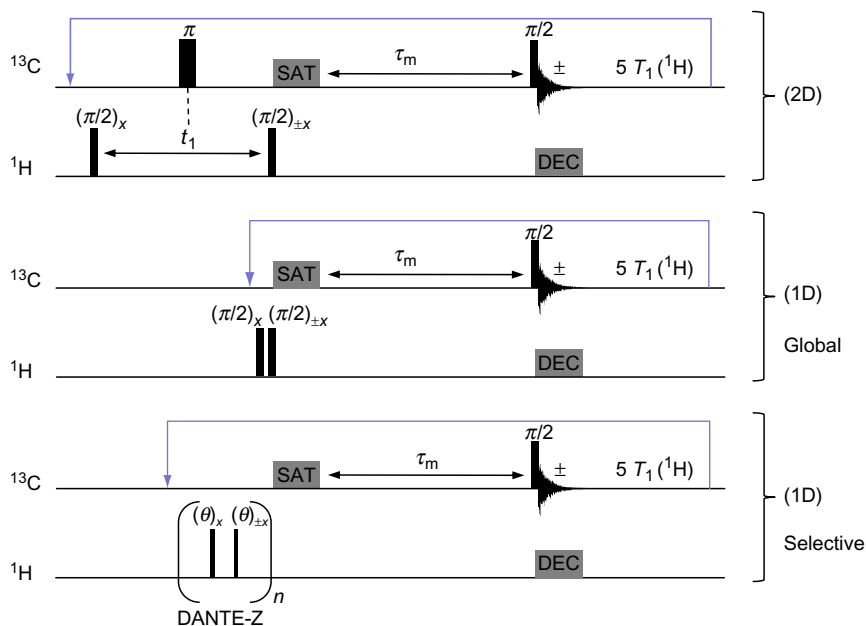 π π/2
¹³C SAT τₘ ± 5 T₁(¹H)
(2D)
(π/2)ₓ t₁ (π/2)±ₓ
¹H DEC
π/2
¹³C SAT τₘ ± 5 T₁(¹H)
(1D)
(π/2)ₓ (π/2)±ₓ
Global
¹H DEC
π/2
¹³C SAT τₘ ± 5 T₁(¹H)
(1D)
(θ)ₓ (θ)±ₓ
Selective
¹H DEC
n
DANTE-Z